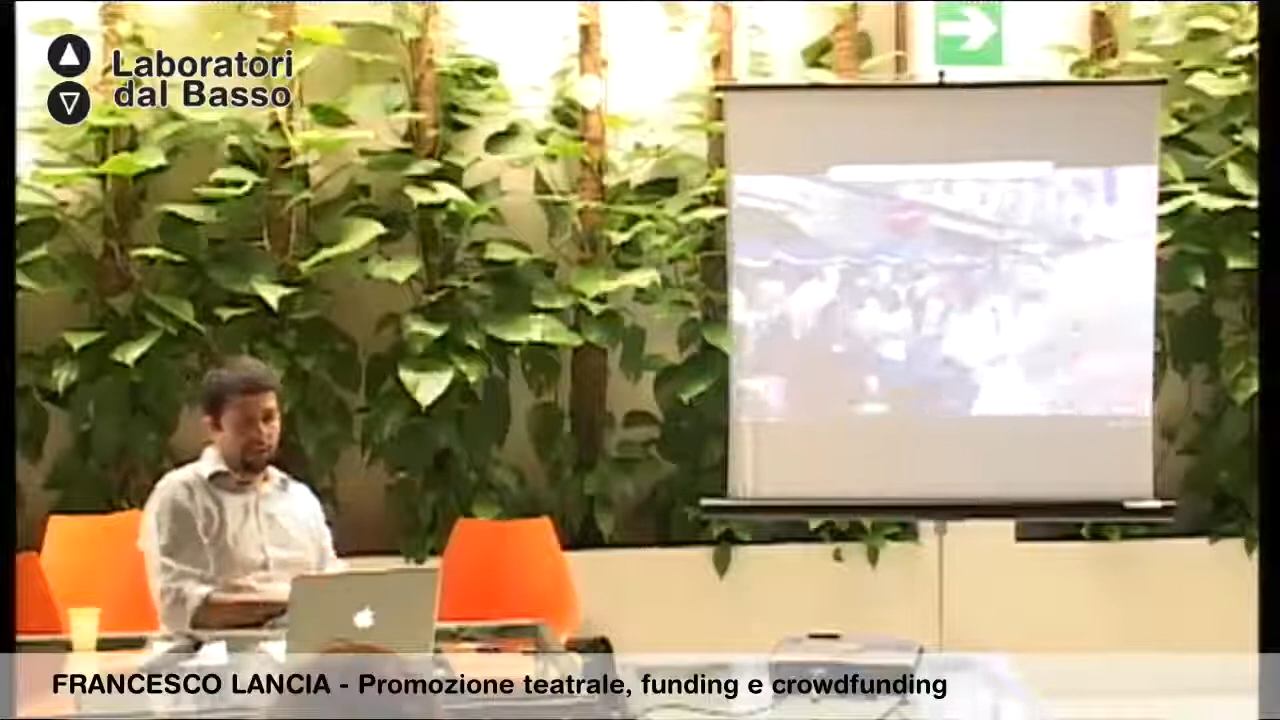 Laboratori
dal Basso
FRANCESCO LANCIA - Promozione teatrale, funding e crowdfunding